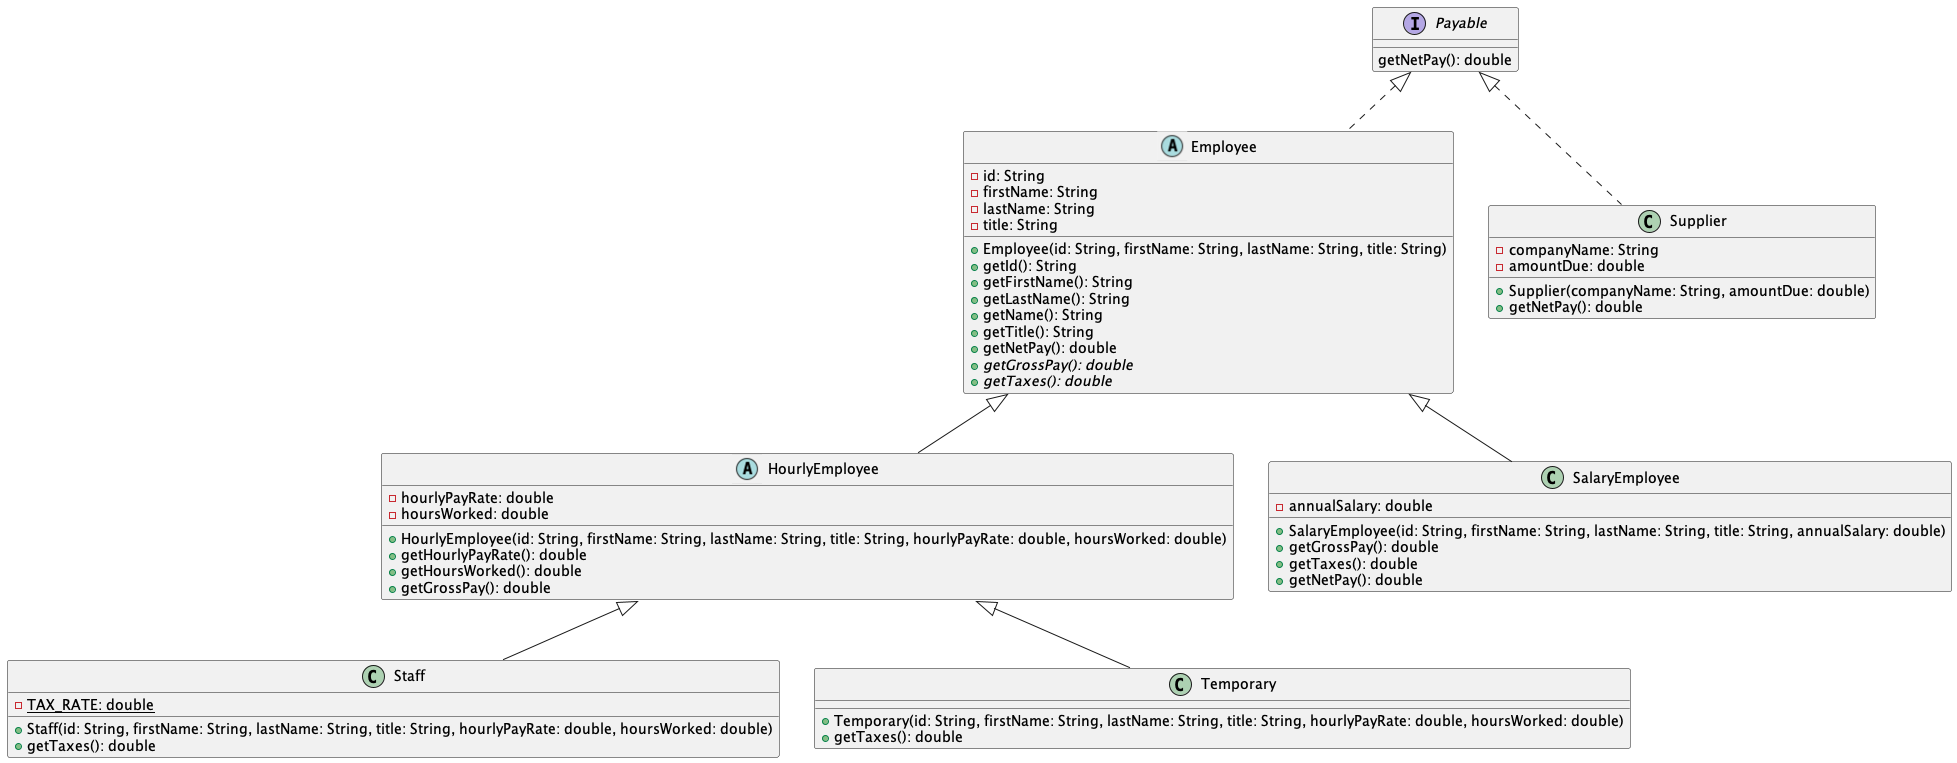 I Payable
getNetPay(): double
A Employee
id: String
firstName: String
lastName: String
title: String
Employee(id: String, firstName: String, lastName: String, title: String)
getId(): String
getFirstName(): String
getLastName(): String
getName(): String
getTitle(): String
getNetPay(): double
getGrossPay(): double
getTaxes(): double
C Supplier
companyName: String
amountDue: double
Supplier(companyName: String, amountDue: double)
getNetPay(): double
A HourlyEmployee
hourlyPayRate: double
hoursWorked: double
HourlyEmployee(id: String, firstName: String, lastName: String, title: String, hourlyPayRate: double, hoursWorked: double)
getHourlyPayRate(): double
getHoursWorked(): double
getGrossPay(): double
C SalaryEmployee
annualSalary: double
SalaryEmployee(id: String, firstName: String, lastName: String, title: String, annualSalary: double)
getGrossPay(): double
getTaxes(): double
getNetPay(): double
C Staff
TAX_RATE: double
Staff(id: String, firstName: String, lastName: String, title: String, hourlyPayRate: double, hoursWorked: double)
getTaxes(): double
C Temporary
Temporary(id: String, firstName: String, lastName: String, title: String, hourlyPayRate: double, hoursWorked: double)
getTaxes(): double